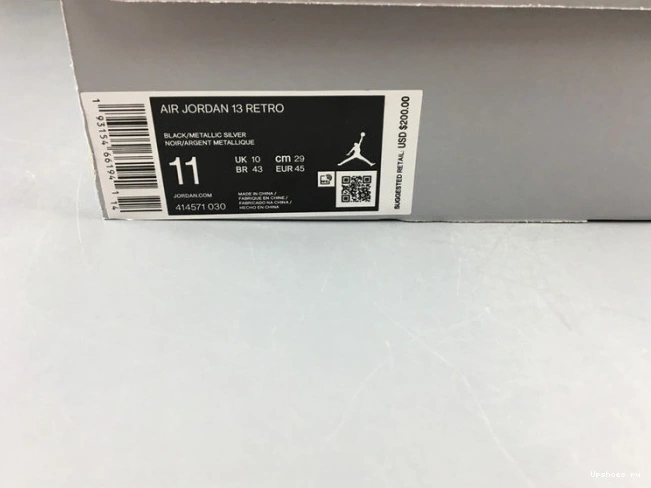 AIR JORDAN 13 RETRO
BLACK/METALLIC SILVER
NOIR/ARGENT METALLIQUE
11
UK 10 cm 29
BR 43 EUR 45
JORDAN.COM
414571 030
MADE IN CHINA /
FABRIQUE EN CHINE /
FABRICADO NA CHINA /
HECHO EN CHINA
SUGGESTED RETAIL: USD $200.00
1 93154 66194 1 14